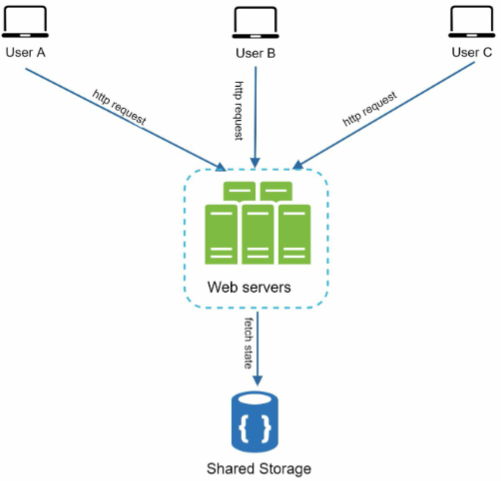 User A
User B
User C
http request
http request
http request
Web servers
fetch state
{ }
Shared Storage